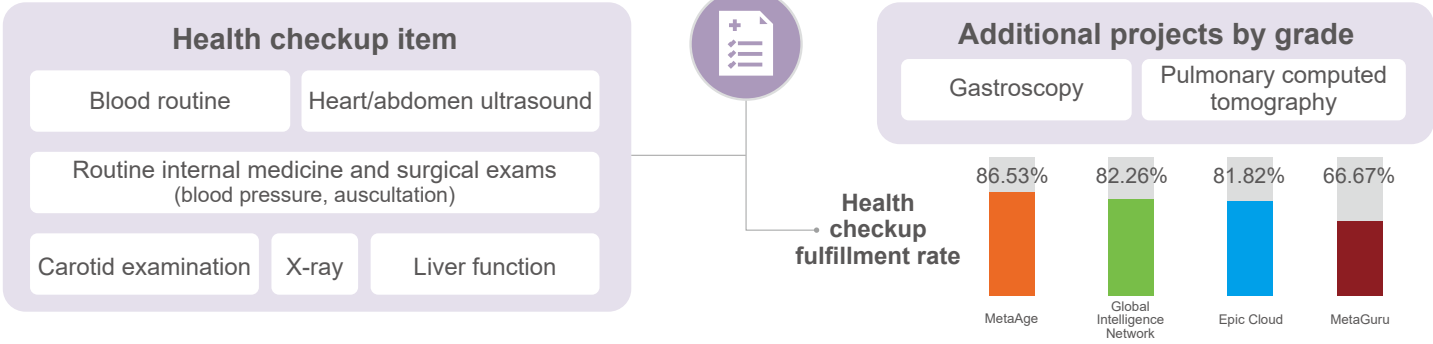 Health checkup item
Blood routine
Heart/abdomen ultrasound
Routine internal medicine and surgical exams
(blood pressure, auscultation)
Carotid examination
X-ray
Liver function
Additional projects by grade
Gastroscopy
Pulmonary computed
tomography
Health
checkup
fulfillment rate
86.53%
82.26%
81.82%
66.67%
MetaAge
Global
Intelligence
Network
Epic Cloud
MetaGuru